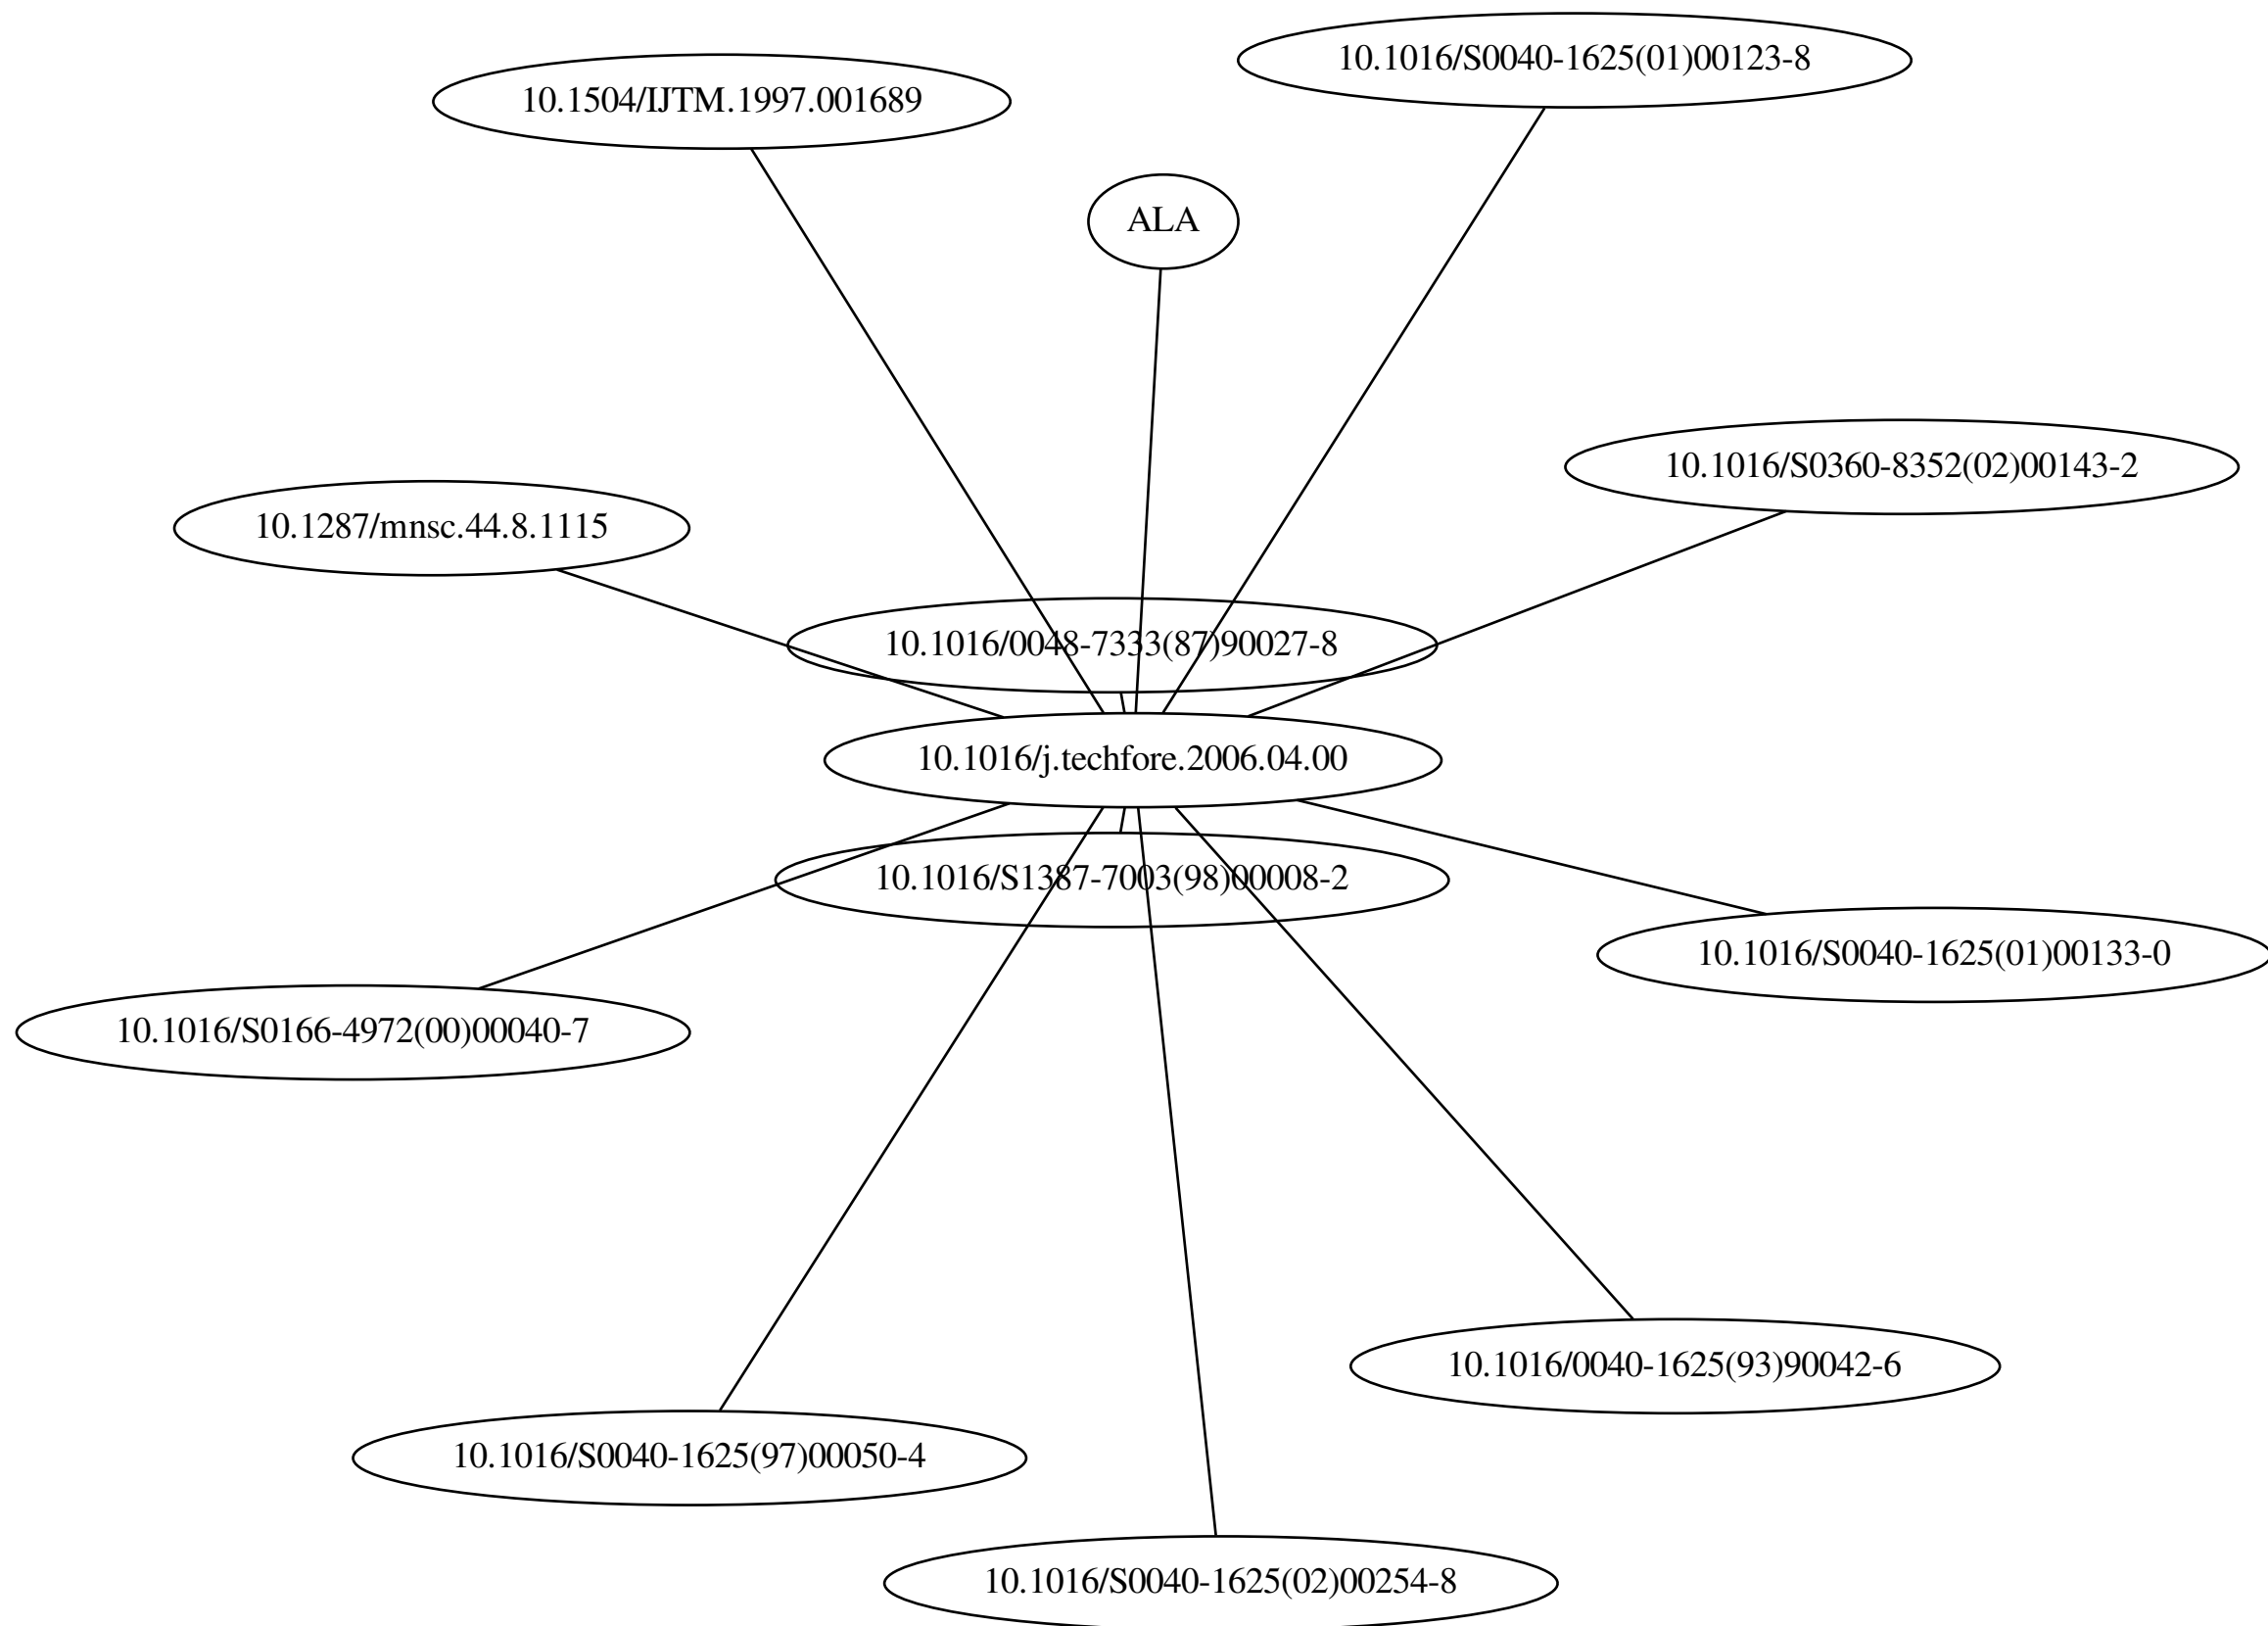 10.1016/S0040-1625(01)00123-8
10.1504/IJTM.1997.001689
ALA
10.1016/S0360-8352(02)00143-2
10.1287/mnsc.44.8.1115
10.1016/0048-7333(87)90027-8
10.1016/j.techfore.2006.04.00
10.1016/S1387-7003(98)00008-2
10.1016/S0040-1625(01)00133-0
10.1016/S0166-4972(00)00040-7
10.1016/0040-1625(93)90042-6
10.1016/S0040-1625(97)00050-4
10.1016/S0040-1625(02)00254-8